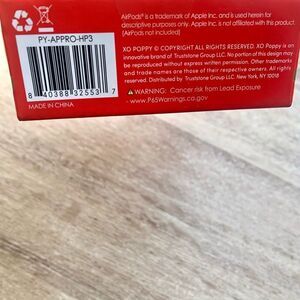 PY-APPRO-HP3
8 40388 32553 7
MADE IN CHINA
AirPods® is a trademark of Apple Inc, and is used herein for
descriptive purposes only. Apple Inc, is not affiliated with this product
(AirPods not included)
XO POPPY © COPYRIGHT ALL RIGHTS RESERVED. XO Poppy is an
innovative brand of Truststone Group LLC. No portion of this design may
be reproduced without express written permission. Other trademarks
and trade names are those of their respective owners. All rights
reserved. Distributed by Truststone Group LLC. New York, NY 10018
WARNING: Cancer risk from Lead Exposure
- www.P65Warnings.ca.gov